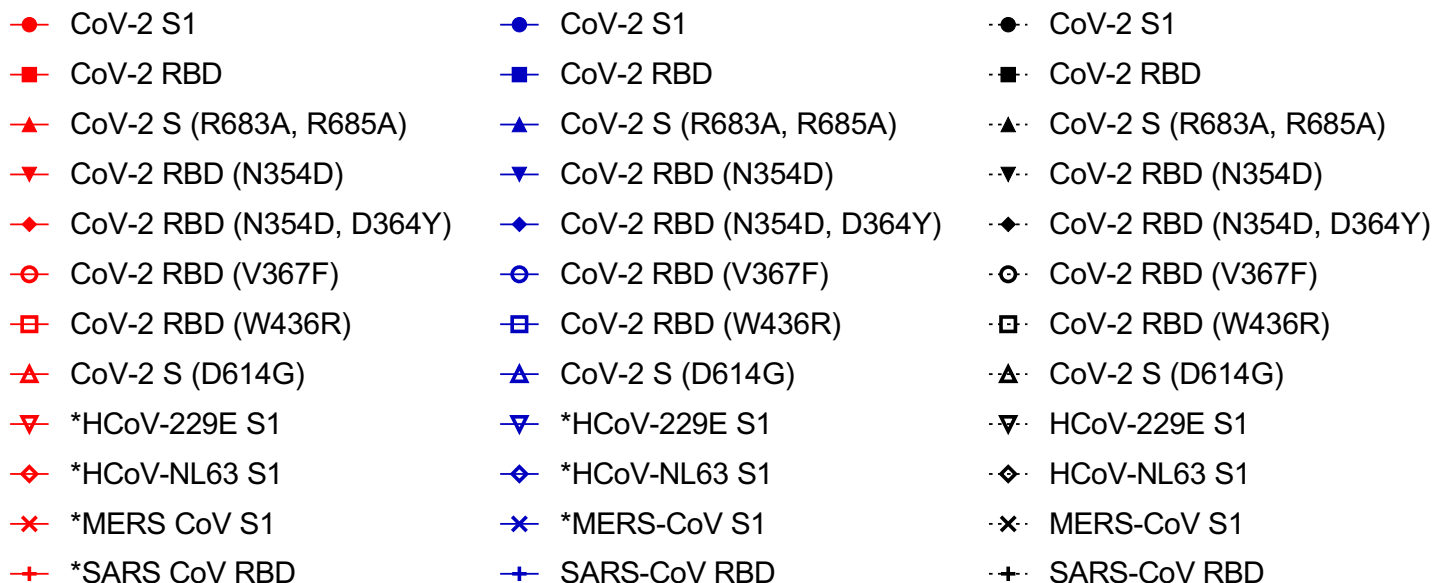 CoV-2 S1 CoV-2 S1 CoV-2 S1
CoV-2 RBD CoV-2 RBD CoV-2 RBD
CoV-2 S (R683A, R685A) CoV-2 S (R683A, R685A) CoV-2 S (R683A, R685A)
CoV-2 RBD (N354D) CoV-2 RBD (N354D) CoV-2 RBD (N354D)
CoV-2 RBD (N354D, D364Y) CoV-2 RBD (N354D, D364Y) CoV-2 RBD (N354D, D364Y)
CoV-2 RBD (V367F) CoV-2 RBD (V367F) CoV-2 RBD (V367F)
CoV-2 RBD (W436R) CoV-2 RBD (W436R) CoV-2 RBD (W436R)
CoV-2 S (D614G) CoV-2 S (D614G) CoV-2 S (D614G)
*HCoV-229E S1 *HCoV-229E S1 HCoV-229E S1
*HCoV-NL63 S1 *HCoV-NL63 S1 HCoV-NL63 S1
*MERS CoV S1 *MERS-CoV S1 MERS-CoV S1
*SARS CoV RBD SARS-CoV RBD SARS-CoV RBD